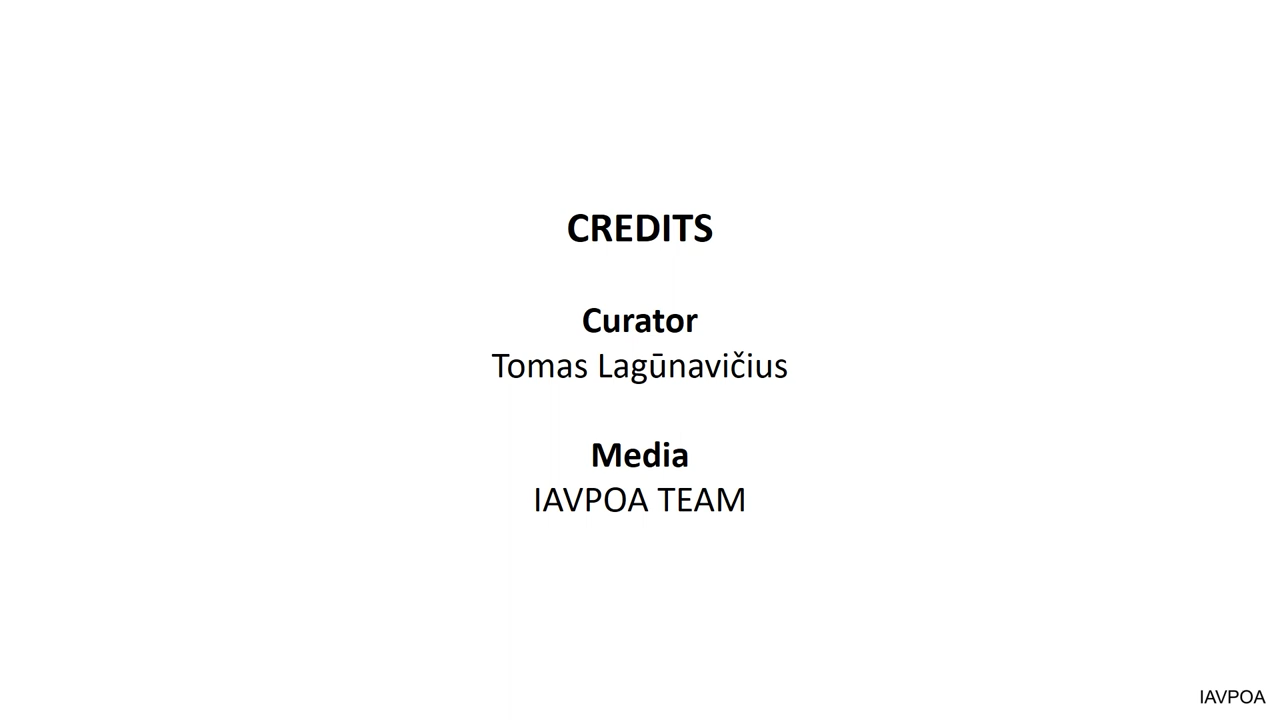 CREDITS
Curator
Tomas Lagūnavičius
Media
IAVPOA TEAM
IAVPOA